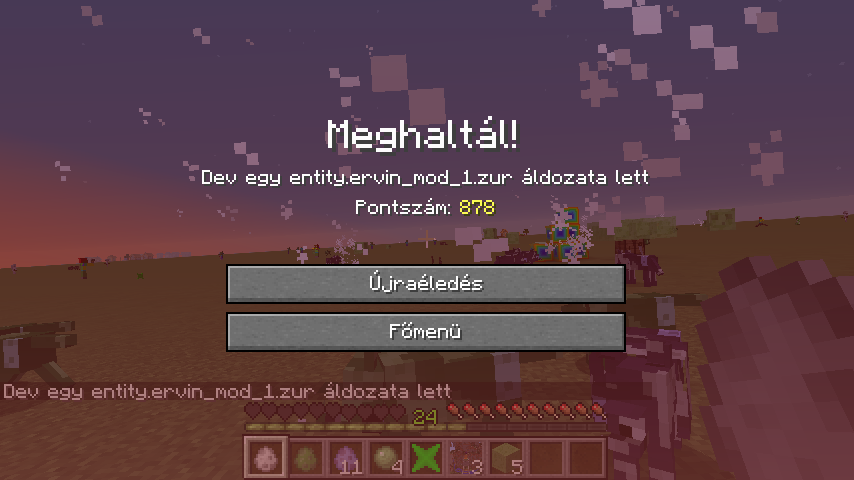 Meghaltál!
Dev egy entity.ervin_mod_1.zur áldozata lett
Pontszám: 878
Újraéledés
Főmenü
Dev egy entity.ervin_mod_1.zur áldozata lett
24
11 4 3 5